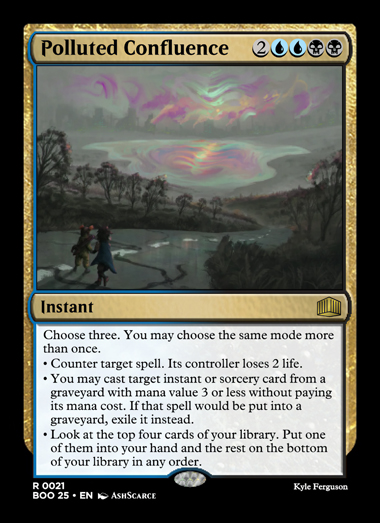 Polluted Confluence 2
Instant
Choose three. You may choose the same mode more
than once.
• Counter target spell. Its controller loses 2 life.
• You may cast target instant or sorcery card from a
graveyard with mana value 3 or less without paying
its mana cost. If that spell would be put into a
graveyard, exile it instead.
• Look at the top four cards of your library. Put one
of them into your hand and the rest on the bottom
of your library in any order.
R 0021
BOO 25 • EN AshScarce
Kyle Ferguson